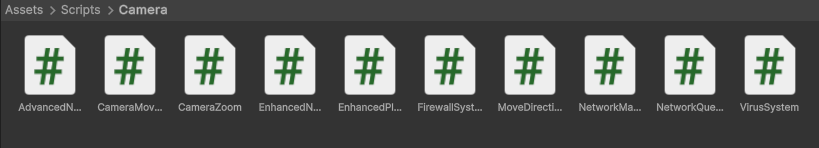 Assets > Scripts > Camera
# # # # # # # # # #
AdvancedN... CameraMov... CameraZoom EnhancedN... EnhancedPl... FirewallSyst... MoveDirecti... NetworkMa... NetworkQue... VirusSystem